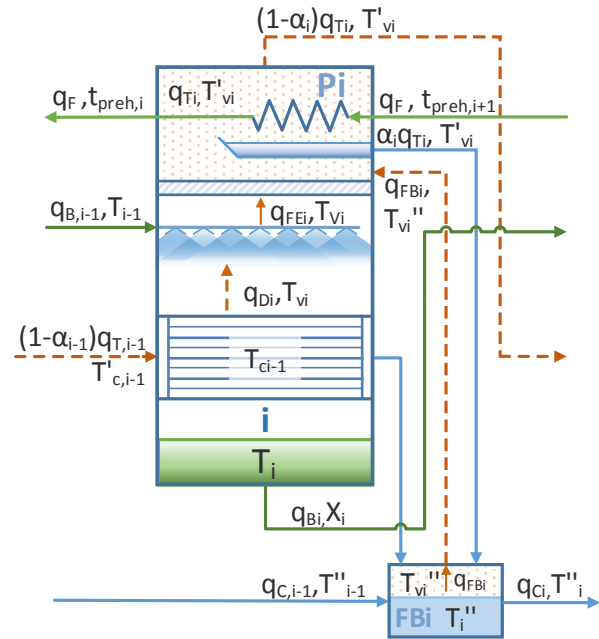 (1-αi)qTi, T'vi
Pi
qF, tpreh,i
qTi, T'vi
qF, tpreh,i+1
αiqTi, T'vi
qFBi,
Tvi''
qB,i-1,Ti-1
qFEi,TVi
qDi,Tvi
(1-αi-1)qT,i-1
T'c,i-1
Tci-1
i
Ti
qBi,Xi
qC,i-1,T''i-1
Tvi''
qFBi
qCi,T''i
FBi
Ti''